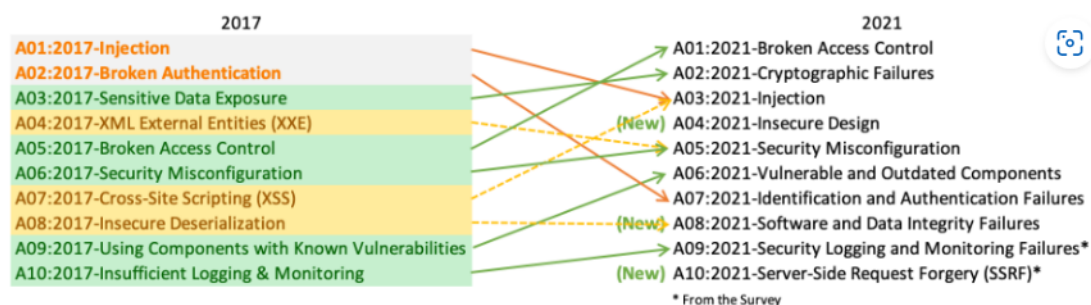 2017
A01:2017-Injection
A02:2017-Broken Authentication
A03:2017-Sensitive Data Exposure
A04:2017-XML External Entities (XXE)
A05:2017-Broken Access Control
A06:2017-Security Misconfiguration
A07:2017-Cross-Site Scripting (XSS)
A08:2017-Insecure Deserialization
A09:2017-Using Components with Known Vulnerabilities
A10:2017-Insufficient Logging & Monitoring
2021
A01:2021-Broken Access Control
A02:2021-Cryptographic Failures
A03:2021-Injection
(New) A04:2021-Insecure Design
A05:2021-Security Misconfiguration
A06:2021-Vulnerable and Outdated Components
A07:2021-Identification and Authentication Failures
(New) A08:2021-Software and Data Integrity Failures
A09:2021-Security Logging and Monitoring Failures*
(New) A10:2021-Server-Side Request Forgery (SSRF)*
* From the Survey